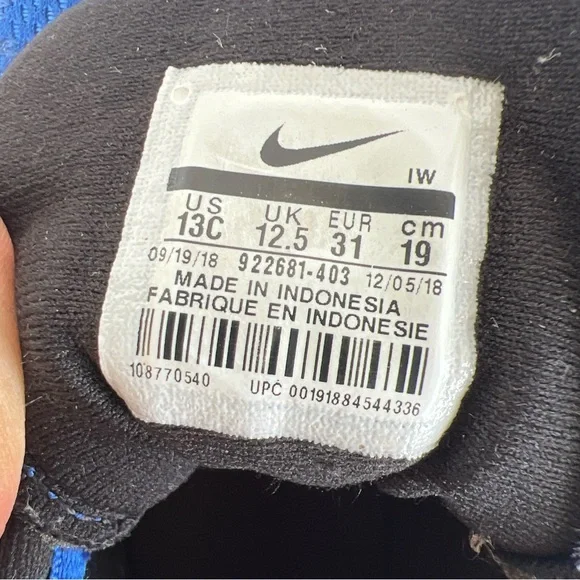 IW
US UK EUR cm
13C 12.5 31 19
09/19/18 922681-403 12/05/18
MADE IN INDONESIA
FABRIQUE EN INDONESIE
108770540 UPC 00191884544336